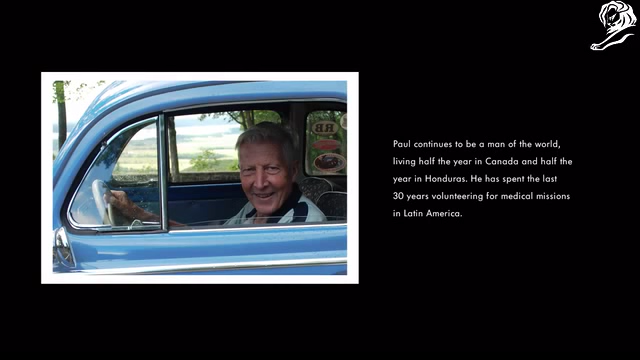 Paul continues to be a man of the world,
living half the year in Canada and half the
year in Honduras. He has spent the last
30 years volunteering for medical missions
in Latin America.